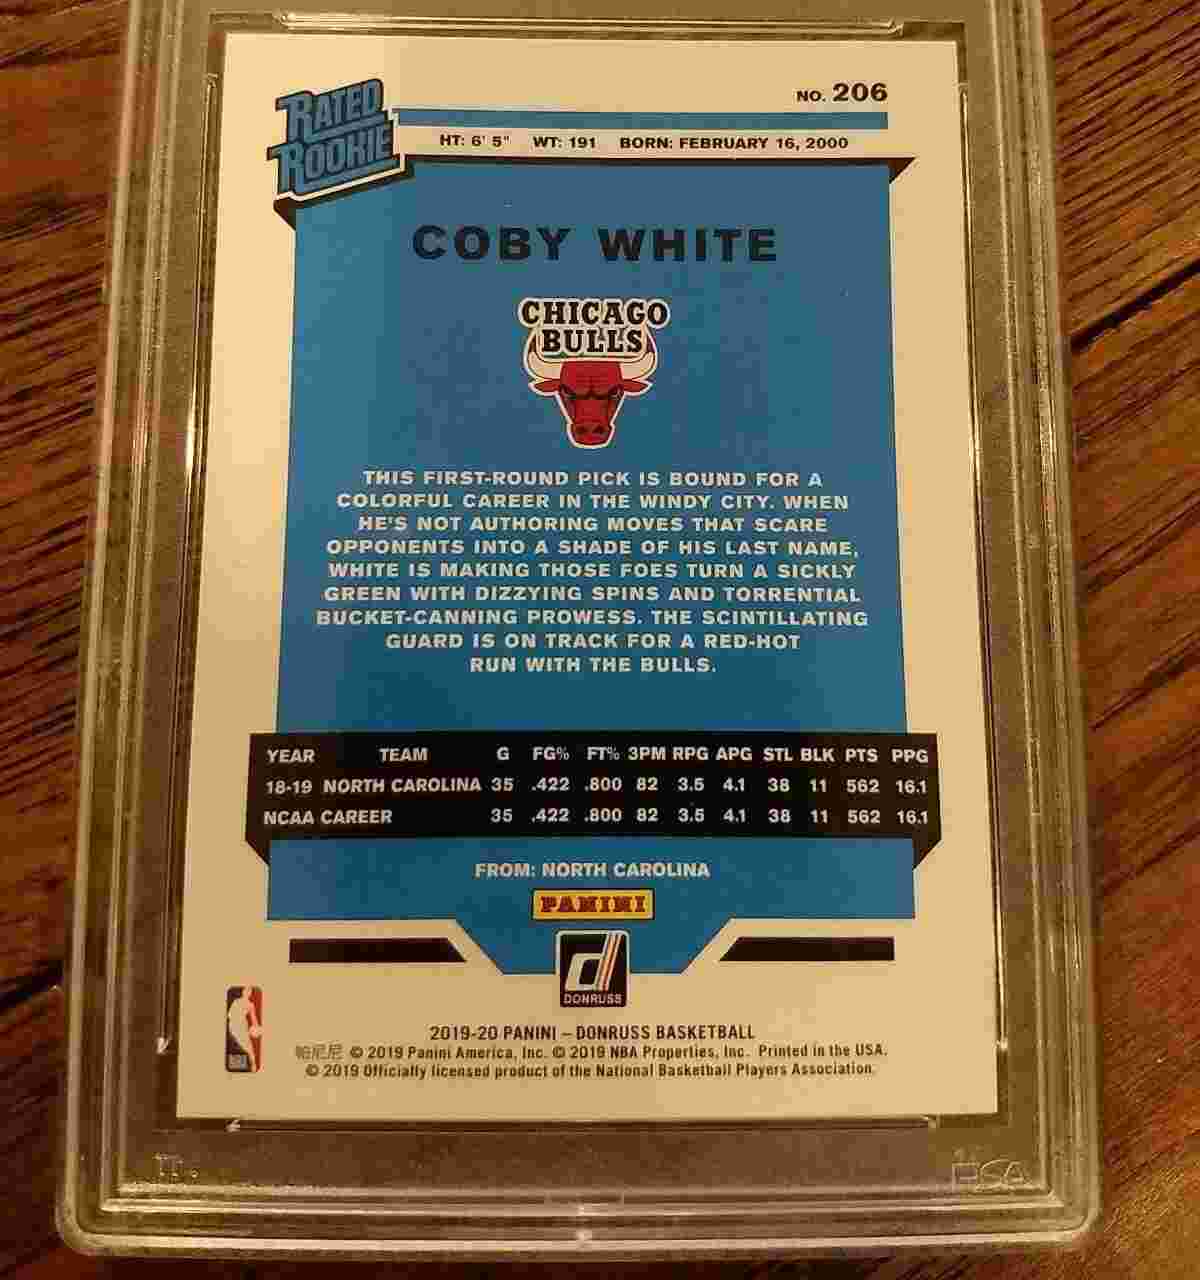 RATED
ROOKIE
NO. 206
HT: 6' 5" WT: 191 BORN: FEBRUARY 16, 2000
COBY WHITE
CHICAGO
BULLS
THIS FIRST-ROUND PICK IS BOUND FOR A
COLORFUL CAREER IN THE WINDY CITY. WHEN
HE'S NOT AUTHORING MOVES THAT SCARE
OPPONENTS INTO A SHADE OF HIS LAST NAME,
WHITE IS MAKING THOSE FOES TURN A SICKLY
GREEN WITH DIZZYING SPINS AND TORRENTIAL
BUCKET-CANNING PROWESS. THE SCINTILLATING
GUARD IS ON TRACK FOR A RED-HOT
RUN WITH THE BULLS.
YEAR TEAM G FG% FT% 3PM RPG APG STL BLK PTS PPG
18-19 NORTH CAROLINA 35 .422 .800 82 3.5 4.1 38 11 562 16.1
NCAA CAREER 35 .422 .800 82 3.5 4.1 38 11 562 16.1
FROM: NORTH CAROLINA
PANINI
d
DONRUSS
NBA
2019-20 PANINI – DONRUSS BASKETBALL
帕尼尼 © 2019 Panini America, Inc. © 2019 NBA Properties, Inc. Printed in the USA.
© 2019 Officially licensed product of the National Basketball Players Association.
PSA